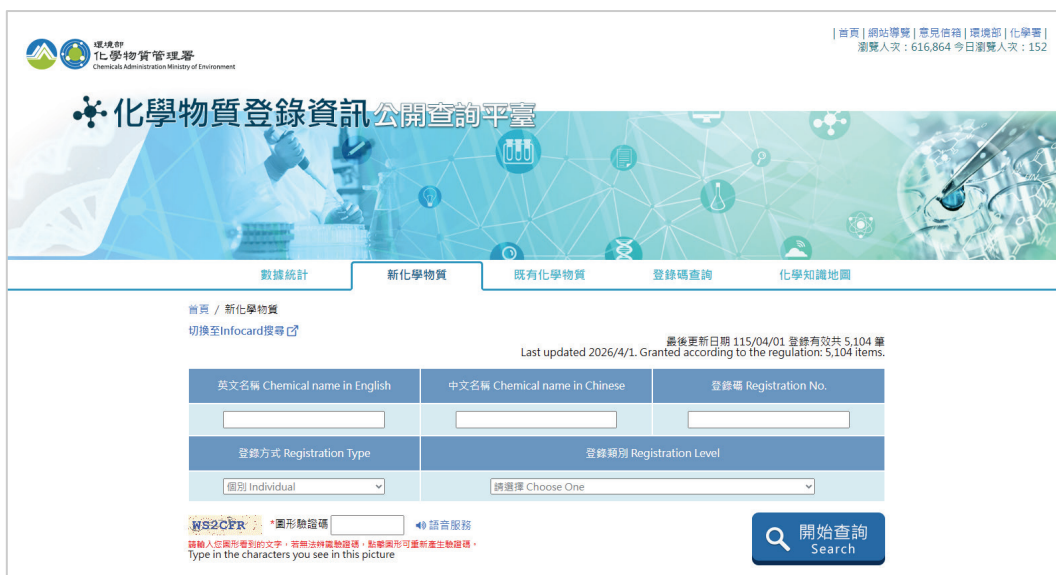 環境部
化學物質管理署
Chemicals Administration Ministry of Environment
| 首頁 | 網站導覽 | 意見信箱 | 環境部 | 化學署 |
瀏覽人次：616,864 今日瀏覽人次：152
化學物質登錄資訊公開查詢平臺
數據統計 新化學物質 既有化學物質 登錄碼查詢 化學知識地圖
首頁 / 新化學物質
切換至Infocard搜尋
最後更新日期 115/04/01 登錄有效共 5,104 筆
Last updated 2026/4/1. Granted according to the regulation: 5,104 items.
英文名稱 Chemical name in English 中文名稱 Chemical name in Chinese 登錄碼 Registration No.
登錄方式 Registration Type 登錄類別 Registration Level
個別 Individual 請選擇 Choose One
WS2CFR *圖形驗證碼 語音服務
請輸入您圖形看到的文字，若無法辨識驗證碼，點擊圖形可重新產生驗證碼。
Type in the characters you see in this picture
開始查詢
Search